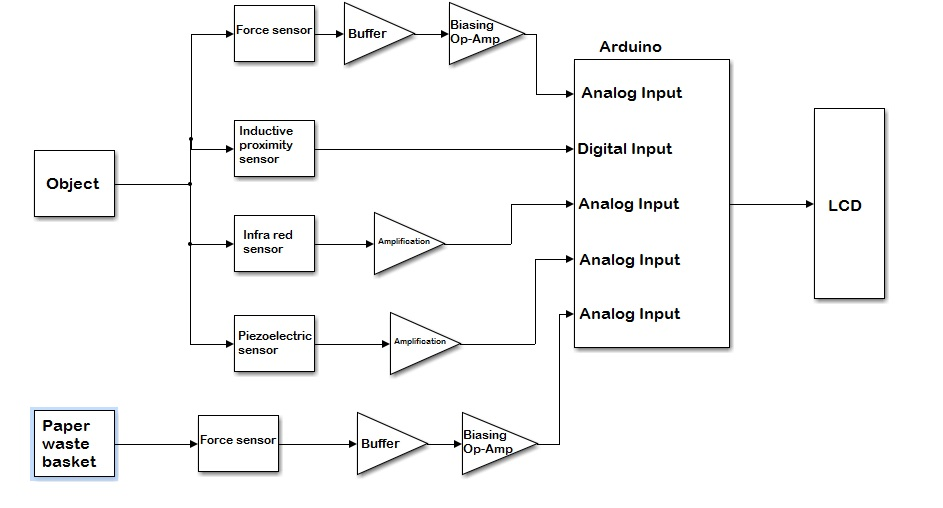 Force sensor
Buffer
Biasing
Op-Amp
Arduino
Analog Input
Inductive
proximity
sensor
Digital Input
Object
Infra red
sensor
Amplification
Analog Input
LCD
Piezoelectric
sensor
Amplification
Analog Input
Analog Input
Paper
waste
basket
Force sensor
Buffer
Biasing
Op-Amp